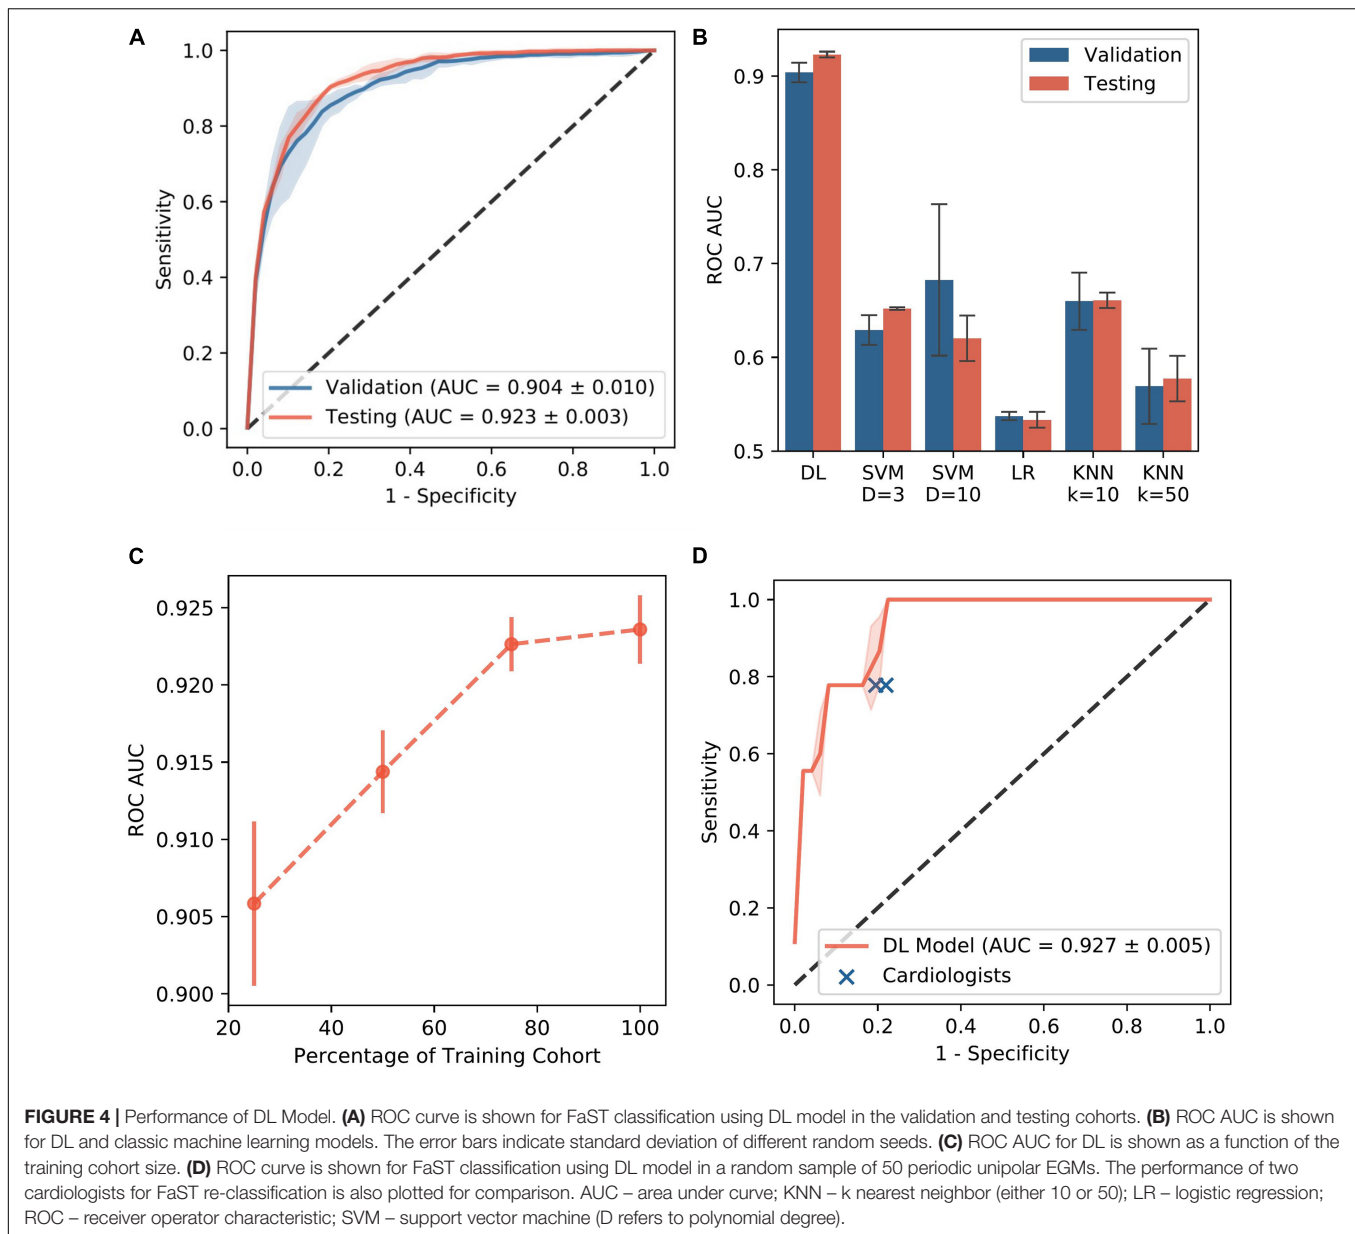 A
1.0
0.8
0.6
0.4
0.2
0.0
Sensitivity
Validation (AUC = 0.904 ± 0.010)
Testing (AUC = 0.923 ± 0.003)
0.0 0.2 0.4 0.6 0.8 1.0
1 - Specificity
B
0.9
0.8
0.7
0.6
0.5
ROC AUC
Validation
Testing
DL SVM SVM LR KNN KNN
D=3 D=10 k=10 k=50
C
0.925
0.920
0.915
0.910
0.905
0.900
ROC AUC
20 40 60 80 100
Percentage of Training Cohort
D
1.0
0.8
0.6
0.4
0.2
0.0
Sensitivity
DL Model (AUC = 0.927 ± 0.005)
Cardiologists
0.0 0.2 0.4 0.6 0.8 1.0
1 - Specificity
FIGURE 4 | Performance of DL Model. (A) ROC curve is shown for FaST classification using DL model in the validation and testing cohorts. (B) ROC AUC is shown
for DL and classic machine learning models. The error bars indicate standard deviation of different random seeds. (C) ROC AUC for DL is shown as a function of the
training cohort size. (D) ROC curve is shown for FaST classification using DL model in a random sample of 50 periodic unipolar EGMs. The performance of two
cardiologists for FaST re-classification is also plotted for comparison. AUC – area under curve; KNN – k nearest neighbor (either 10 or 50); LR – logistic regression;
ROC – receiver operator characteristic; SVM – support vector machine (D refers to polynomial degree).